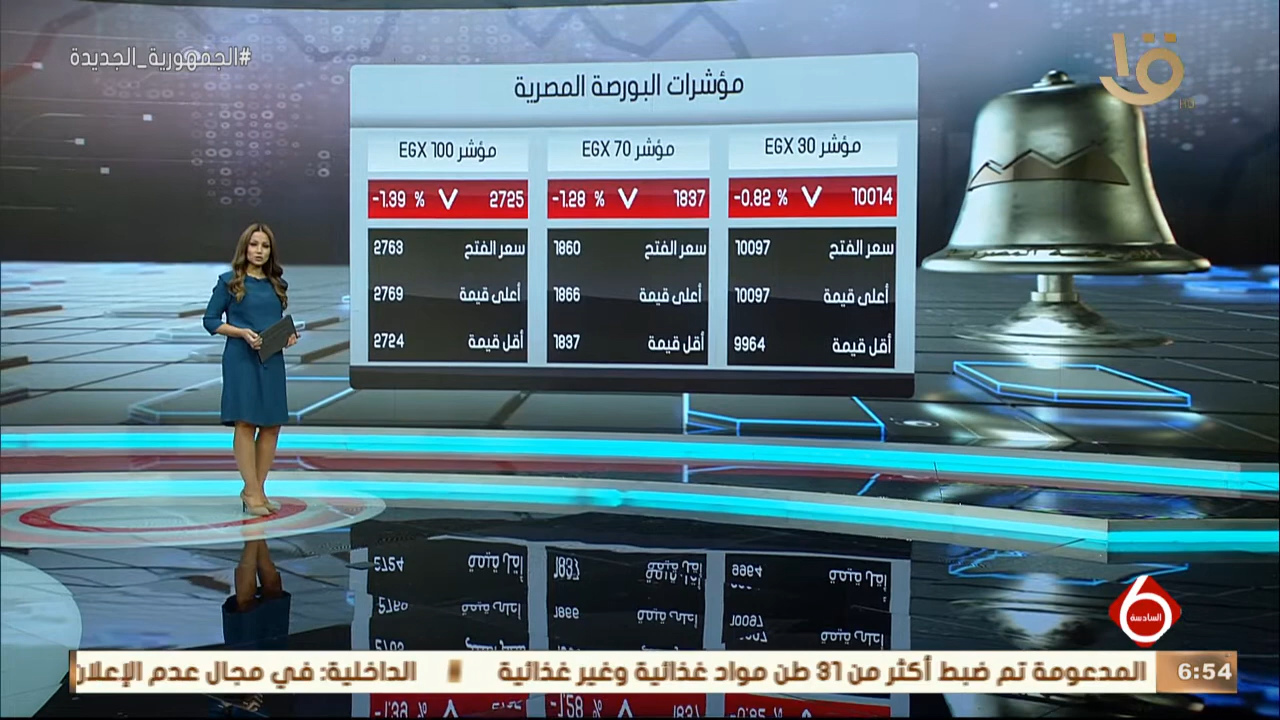 #الجمهورية_الجديدة
مؤشرات البورصة المصرية
مؤشر EGX 30
10014 -0.82 %
سعر الفتح 10097
أعلى قيمة 10097
أقل قيمة 9964
مؤشر EGX 70
1837 -1.28 %
سعر الفتح 1860
أعلى قيمة 1866
أقل قيمة 1837
مؤشر EGX 100
2725 -1.39 %
سعر الفتح 2763
أعلى قيمة 2769
أقل قيمة 2724
HD
6 السادسة
6:54
المدعومة تم ضبط أكثر من 31 طن مواد غذائية وغير غذائية
الداخلية: في مجال عدم الإعلان